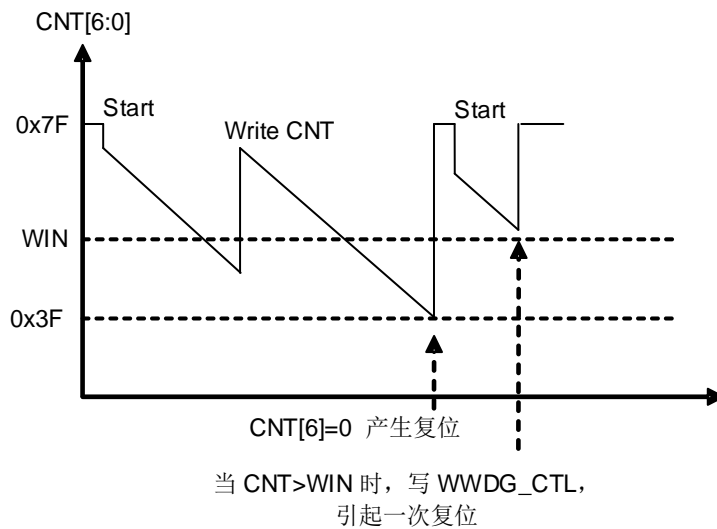 CNT[6:0]
Start
Start
0x7F
Write CNT
WIN
0x3F
CNT[6]=0 产生复位
当 CNT>WIN 时，写 WWDG_CTL，
引起一次复位